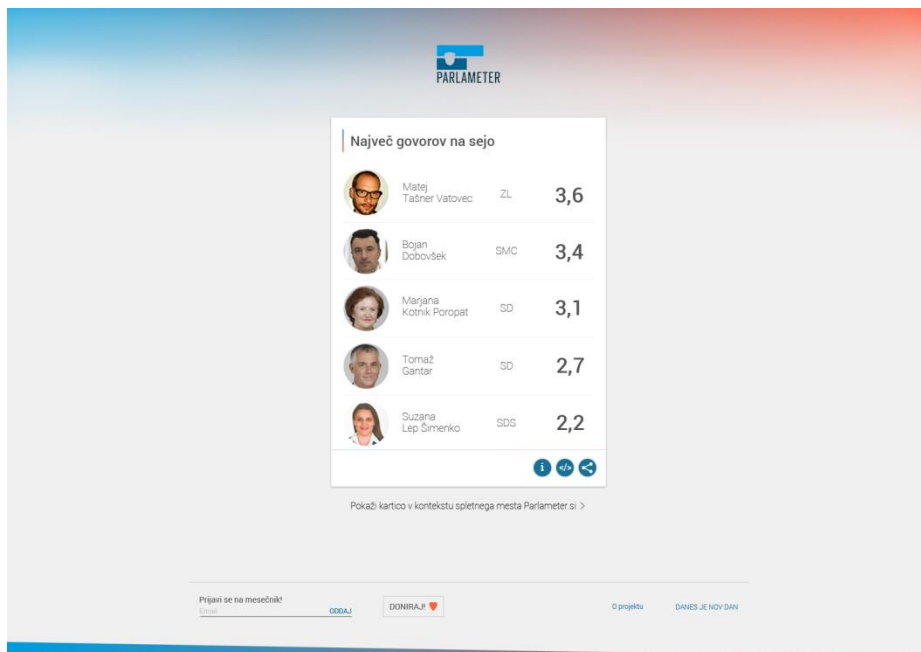 PARLAMETER
Največ govorov na sejo
Matej
Tašner Vatovec
ZL
3,6
Bojan
Dobovšek
SMC
3,4
Marjana
Kotnik Poropat
SD
3,1
Tomaž
Gantar
SD
2,7
Suzana
Lep Šimenko
SDS
2,2
i
</>
Pokaži kartico v kontekstu spletnega mesta Parlameter.si >
Prijavi se na mesečnik!
Email
ODDAJ
DONIRAJ!
O projektu
DANES JE NOV DAN